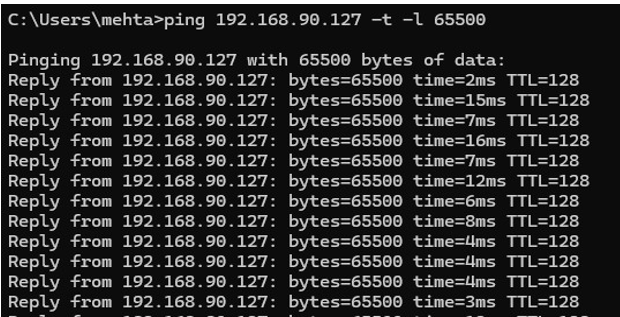 C:\Users\mehta>ping 192.168.90.127 -t -l 65500
Pinging 192.168.90.127 with 65500 bytes of data:
Reply from 192.168.90.127: bytes=65500 time=2ms TTL=128
Reply from 192.168.90.127: bytes=65500 time=15ms TTL=128
Reply from 192.168.90.127: bytes=65500 time=7ms TTL=128
Reply from 192.168.90.127: bytes=65500 time=16ms TTL=128
Reply from 192.168.90.127: bytes=65500 time=7ms TTL=128
Reply from 192.168.90.127: bytes=65500 time=12ms TTL=128
Reply from 192.168.90.127: bytes=65500 time=6ms TTL=128
Reply from 192.168.90.127: bytes=65500 time=8ms TTL=128
Reply from 192.168.90.127: bytes=65500 time=4ms TTL=128
Reply from 192.168.90.127: bytes=65500 time=4ms TTL=128
Reply from 192.168.90.127: bytes=65500 time=4ms TTL=128
Reply from 192.168.90.127: bytes=65500 time=3ms TTL=128